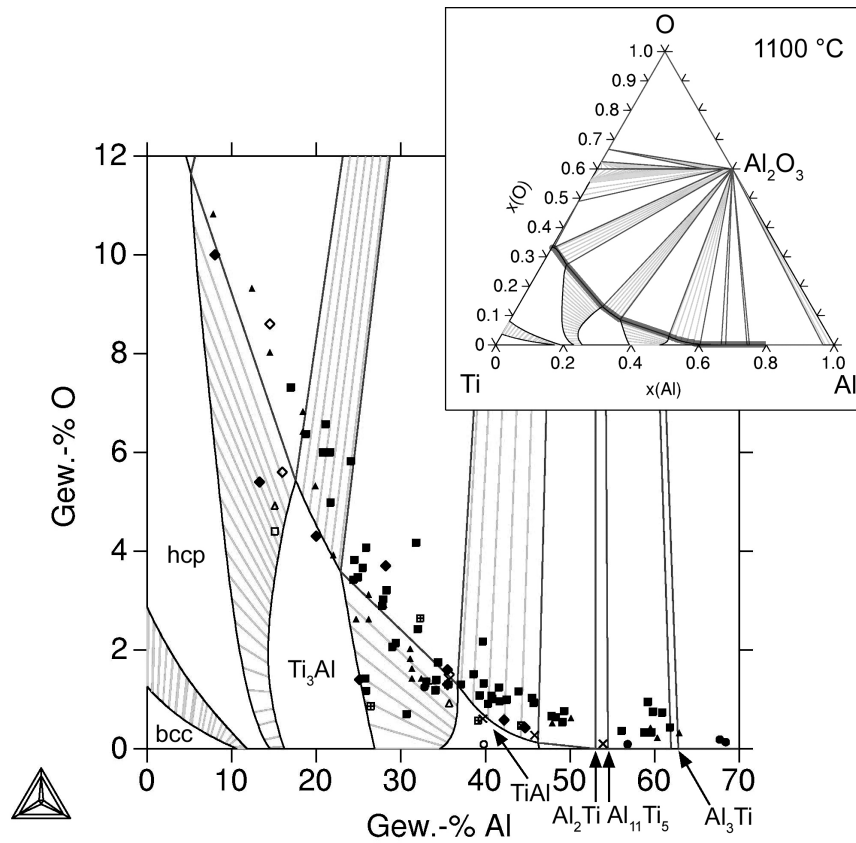 O
1100 °C
1.0
0.9
0.8
0.7
0.6
Al₂O₃
0.5
x(O)
0.4
0.3
0.2
0.1
0
0 0.2 0.4 0.6 0.8 1.0
Ti x(Al) Al
12
10
8
6
4
2
0
Gew.-% O
hcp
Ti₃Al
bcc
0 10 20 30 40 50 60 70
TiAl
Al₂Ti Al₁₁Ti₅ Al₃Ti
Gew.-% Al